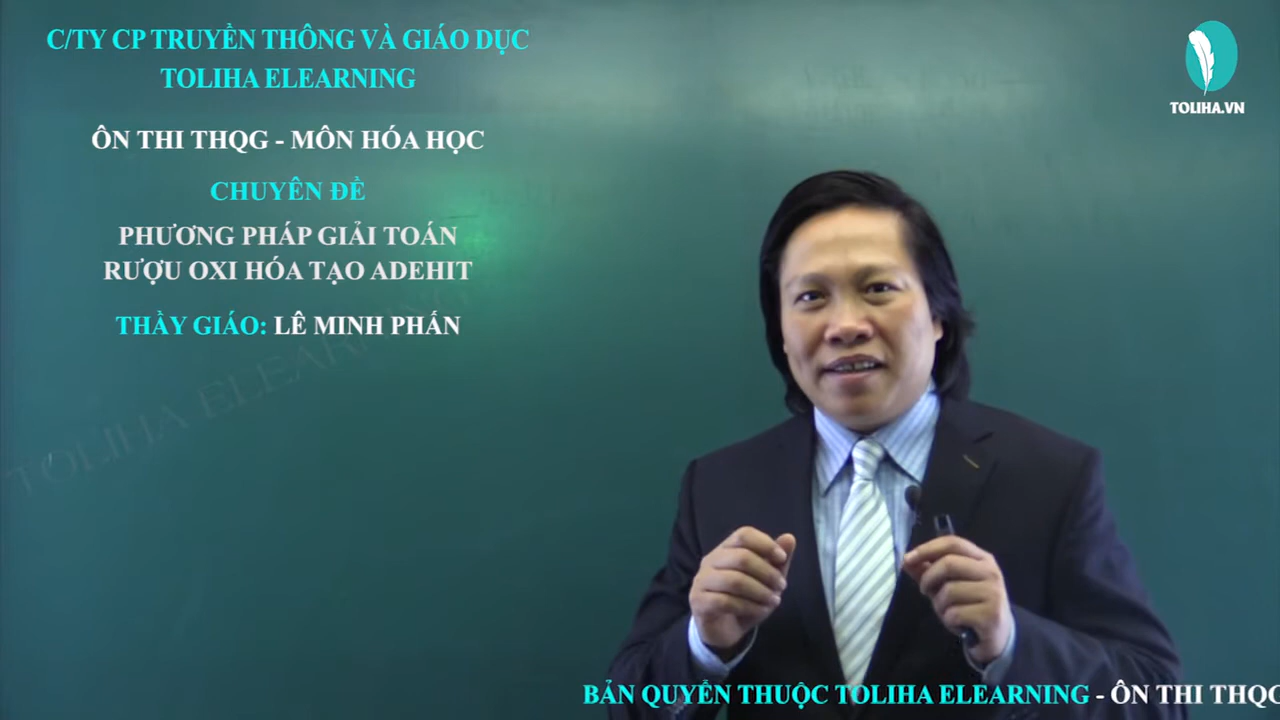 C/TY CP TRUYỀN THÔNG VÀ GIÁO DỤC
TOLIHA ELEARNING
ÔN THI THQG - MÔN HÓA HỌC
CHUYÊN ĐỀ
PHƯƠNG PHÁP GIẢI TOÁN
RƯỢU OXI HÓA TẠO ADEHIT
THẦY GIÁO: LÊ MINH PHẤN
TOLIHA.VN
TOLIHA ELEARNING
BẢN QUYỀN THUỘC TOLIHA ELEARNING - ÔN THI THQG